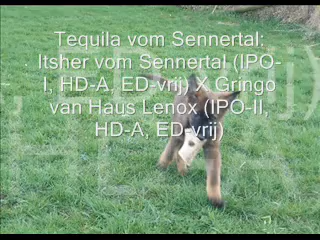 Tequila vom Sennertal:
Itsher vom Sennertal (IPO-
I, HD-A, ED-vrij) X Gringo
van Haus Lenox (IPO-II,
HD-A, ED-vrij)